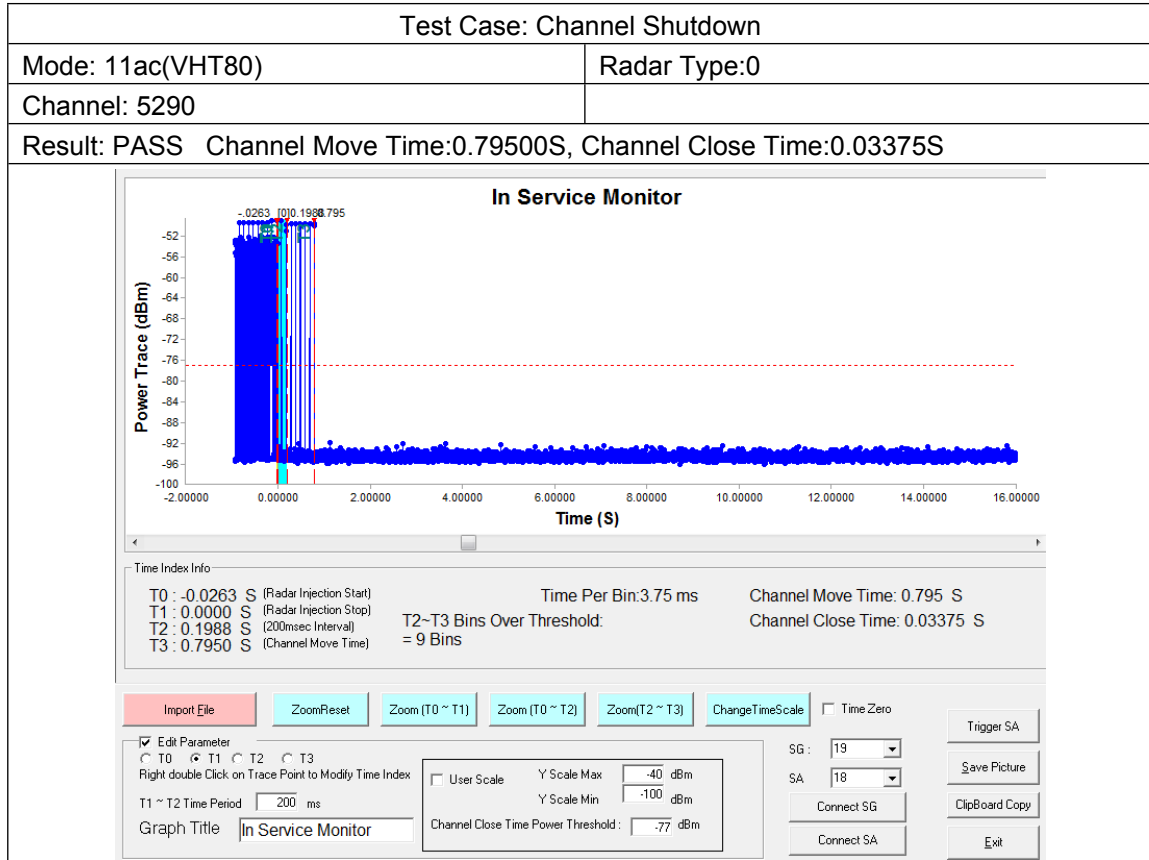 Test Case: Channel Shutdown
Mode: 11ac(VHT80) Radar Type:0
Channel: 5290
Result: PASS Channel Move Time:0.79500S, Channel Close Time:0.03375S
In Service Monitor
-.0263 [0] 0.1988 0.795
-52
-56
-60
-64
-68
-72
-76
-80
-84
-88
-92
-96
-100
Power Trace (dBm)
-2.00000 0.00000 2.00000 4.00000 6.00000 8.00000 10.00000 12.00000 14.00000 16.00000
Time (S)
Time Index Info
T0 : -0.0263 S (Radar Injection Start) Time Per Bin:3.75 ms Channel Move Time: 0.795 S
T1 : 0.0000 S (Radar Injection Stop) T2~T3 Bins Over Threshold: Channel Close Time: 0.03375 S
T2 : 0.1988 S (200msec Interval) = 9 Bins
T3 : 0.7950 S (Channel Move Time)
Import File ZoomReset Zoom (T0 ~ T1) Zoom (T0 ~ T2) Zoom(T2 ~ T3) ChangeTimeScale Time Zero Trigger SA
Edit Parameter
T0 T1 T2 T3
Right double Click on Trace Point to Modify Time Index
T1 ~ T2 Time Period 200 ms
Graph Title In Service Monitor
User Scale Y Scale Max -40 dBm
Y Scale Min -100 dBm
Channel Close Time Power Threshold : -77 dBm
SG : 19
SA 18
Connect SG
Connect SA
Save Picture
ClipBoard Copy
Exit